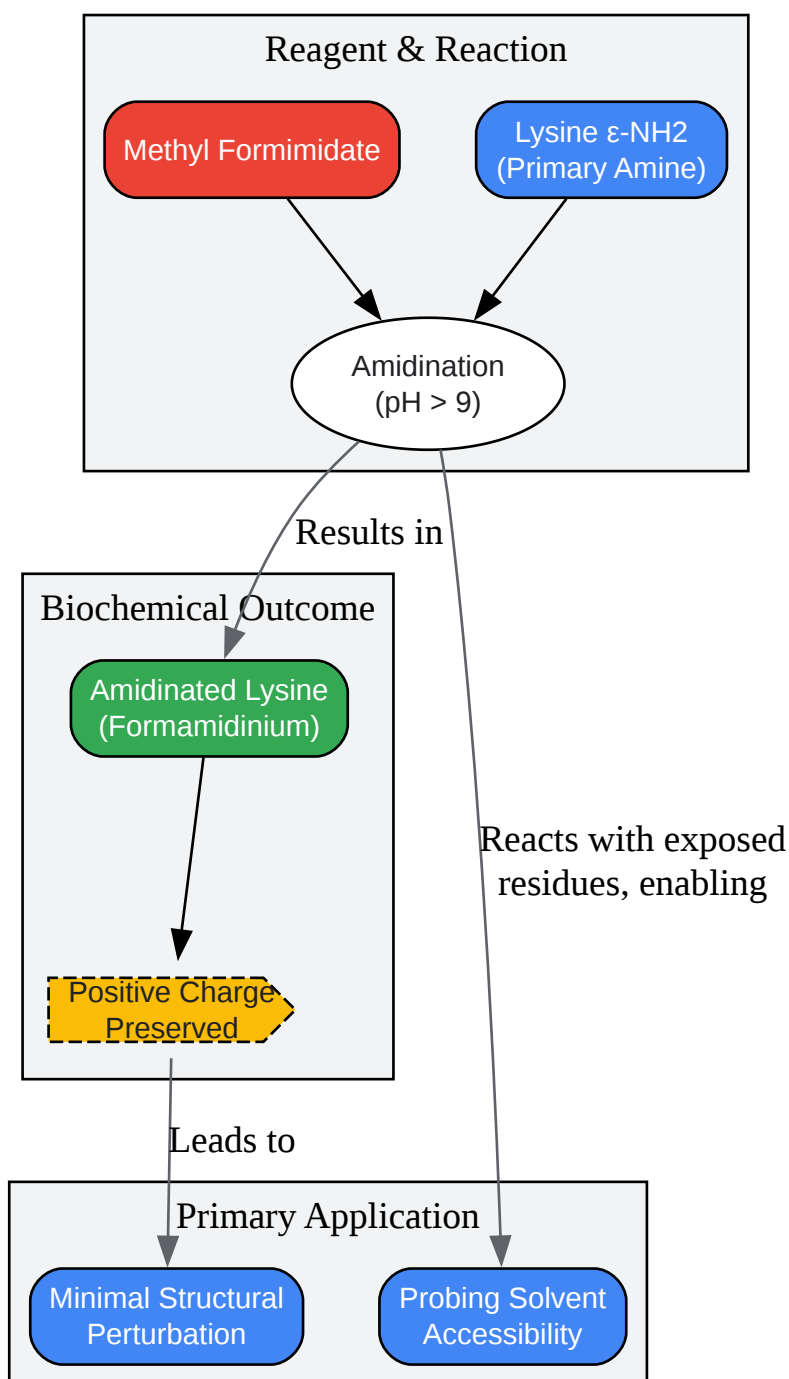 Reagent & Reaction
Methyl Formimidate
Lysine ε-NH2
(Primary Amine)
Amidination
(pH > 9)
Results in
Biochemical Outcome
Amidinated Lysine
(Formamidinium)
Reacts with exposed
residues, enabling
Positive Charge
Preserved
Leads to
Primary Application
Minimal Structural
Perturbation
Probing Solvent
Accessibility